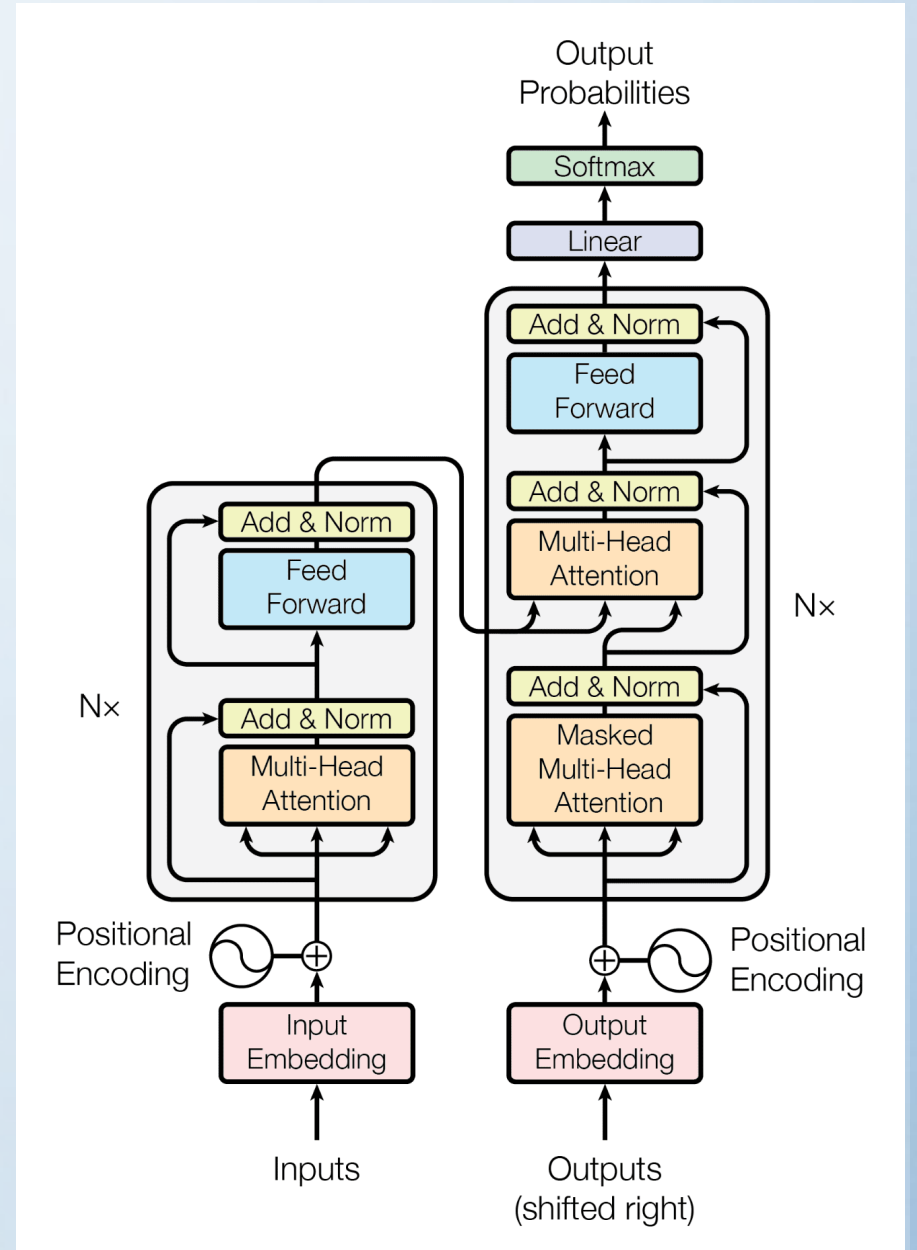 Output
Probabilities
Softmax
Linear
Add & Norm
Feed
Forward
Add & Norm
Multi-Head
Attention
Add & Norm
Masked
Multi-Head
Attention
Nx
Add & Norm
Feed
Forward
Add & Norm
Multi-Head
Attention
Nx
Positional
Encoding
Positional
Encoding
Input
Embedding
Output
Embedding
Inputs
Outputs
(shifted right)